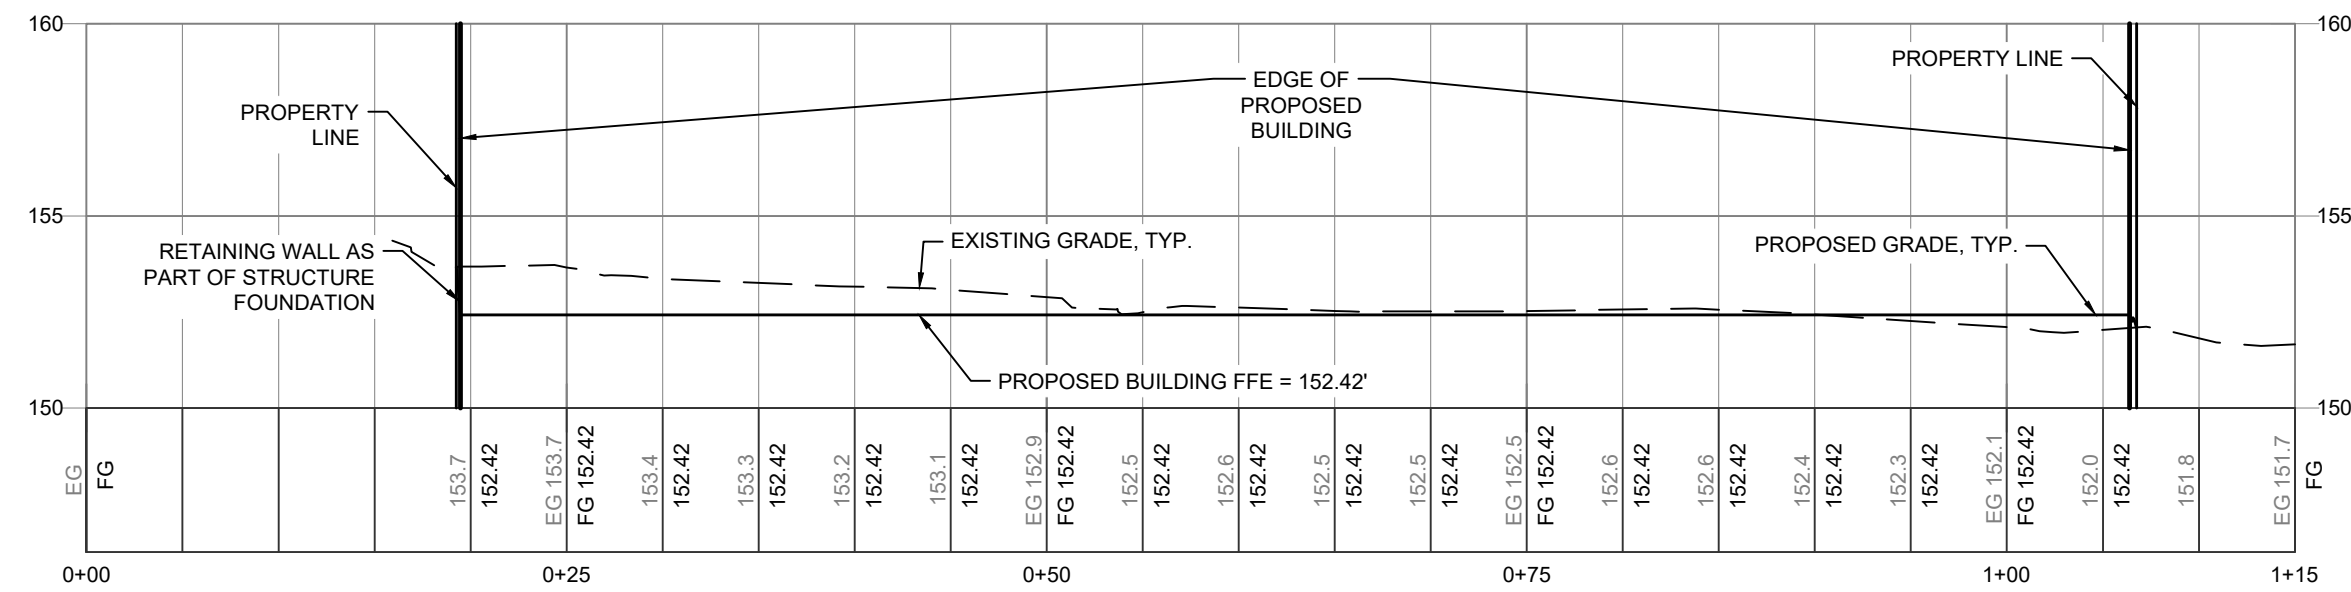 160
160
PROPERTY LINE
EDGE OF
PROPOSED
BUILDING
PROPERTY
LINE
155
155
EXISTING GRADE, TYP.
PROPOSED GRADE, TYP.
RETAINING WALL AS
PART OF STRUCTURE
FOUNDATION
PROPOSED BUILDING FFE = 152.42'
150
150
EG
FG
153.7
152.42
EG 153.7
FG 152.42
153.4
152.42
153.3
152.42
153.2
152.42
153.1
152.42
EG 152.9
FG 152.42
152.5
152.42
152.6
152.42
152.5
152.42
152.5
152.42
EG 152.5
FG 152.42
152.6
152.42
152.6
152.42
152.4
152.42
152.3
152.42
EG 152.1
FG 152.42
152.0
152.42
151.8
EG 151.7
FG
0+00
0+25
0+50
0+75
1+00
1+15